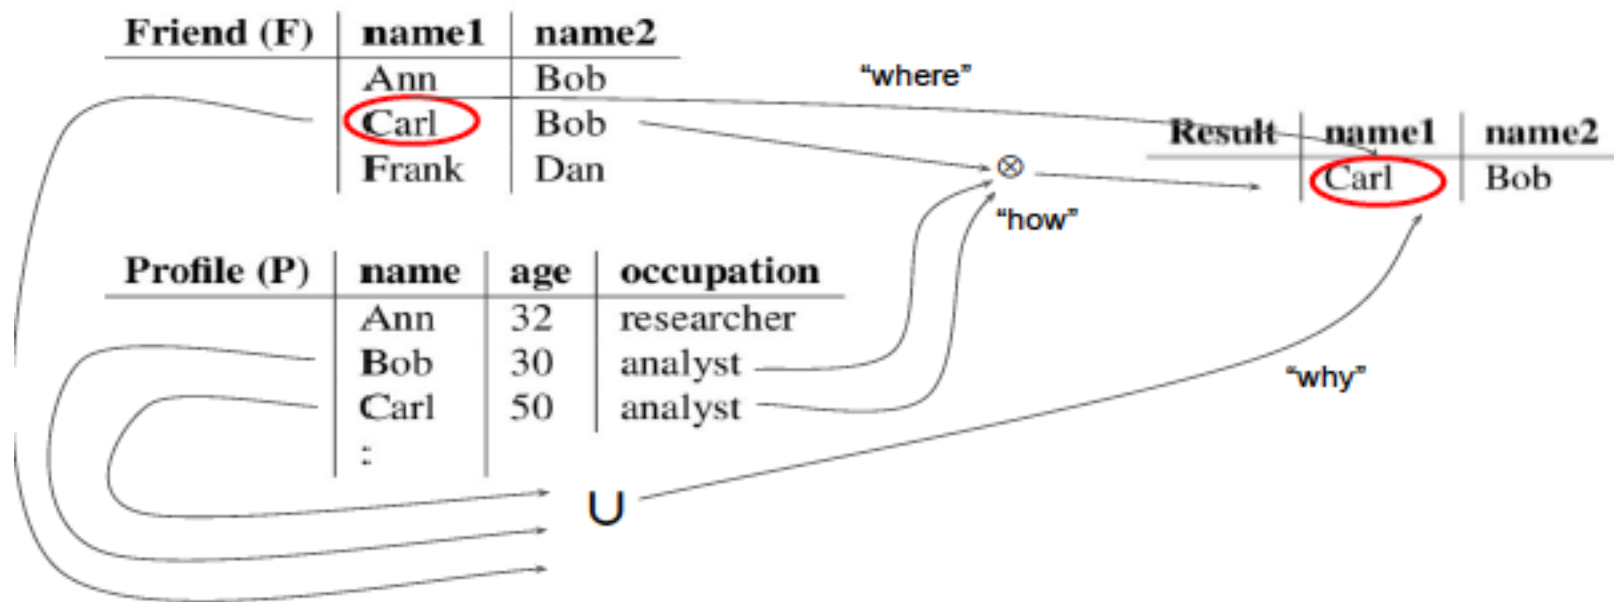 Friend (F) name1 name2
Ann Bob
Carl Bob
Frank Dan
“where”
Result name1 name2
Carl Bob
⊗
“how”
Profile (P) name age occupation
Ann 32 researcher
Bob 30 analyst
Carl 50 analyst
:
“why”
∪